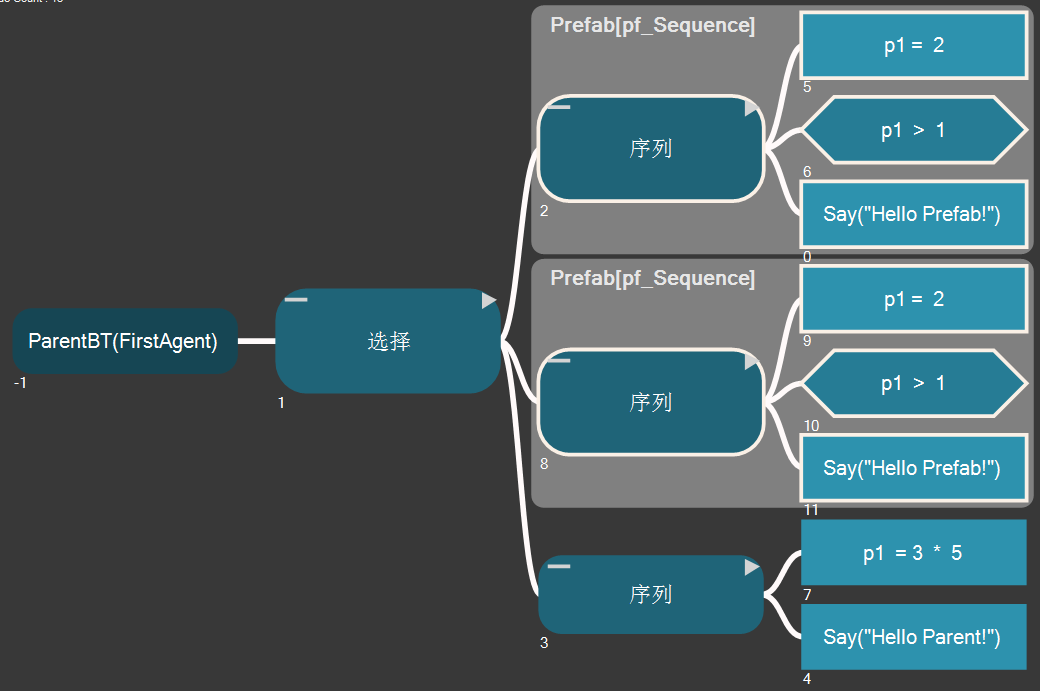 ParentBT(FirstAgent)
-1
选择
1
Prefab[pf_Sequence]
序列
2
p1 = 2
5
p1 > 1
6
Say("Hello Prefab!")
0
Prefab[pf_Sequence]
序列
8
p1 = 2
9
p1 > 1
10
Say("Hello Prefab!")
11
序列
3
p1 = 3 * 5
7
Say("Hello Parent!")
4